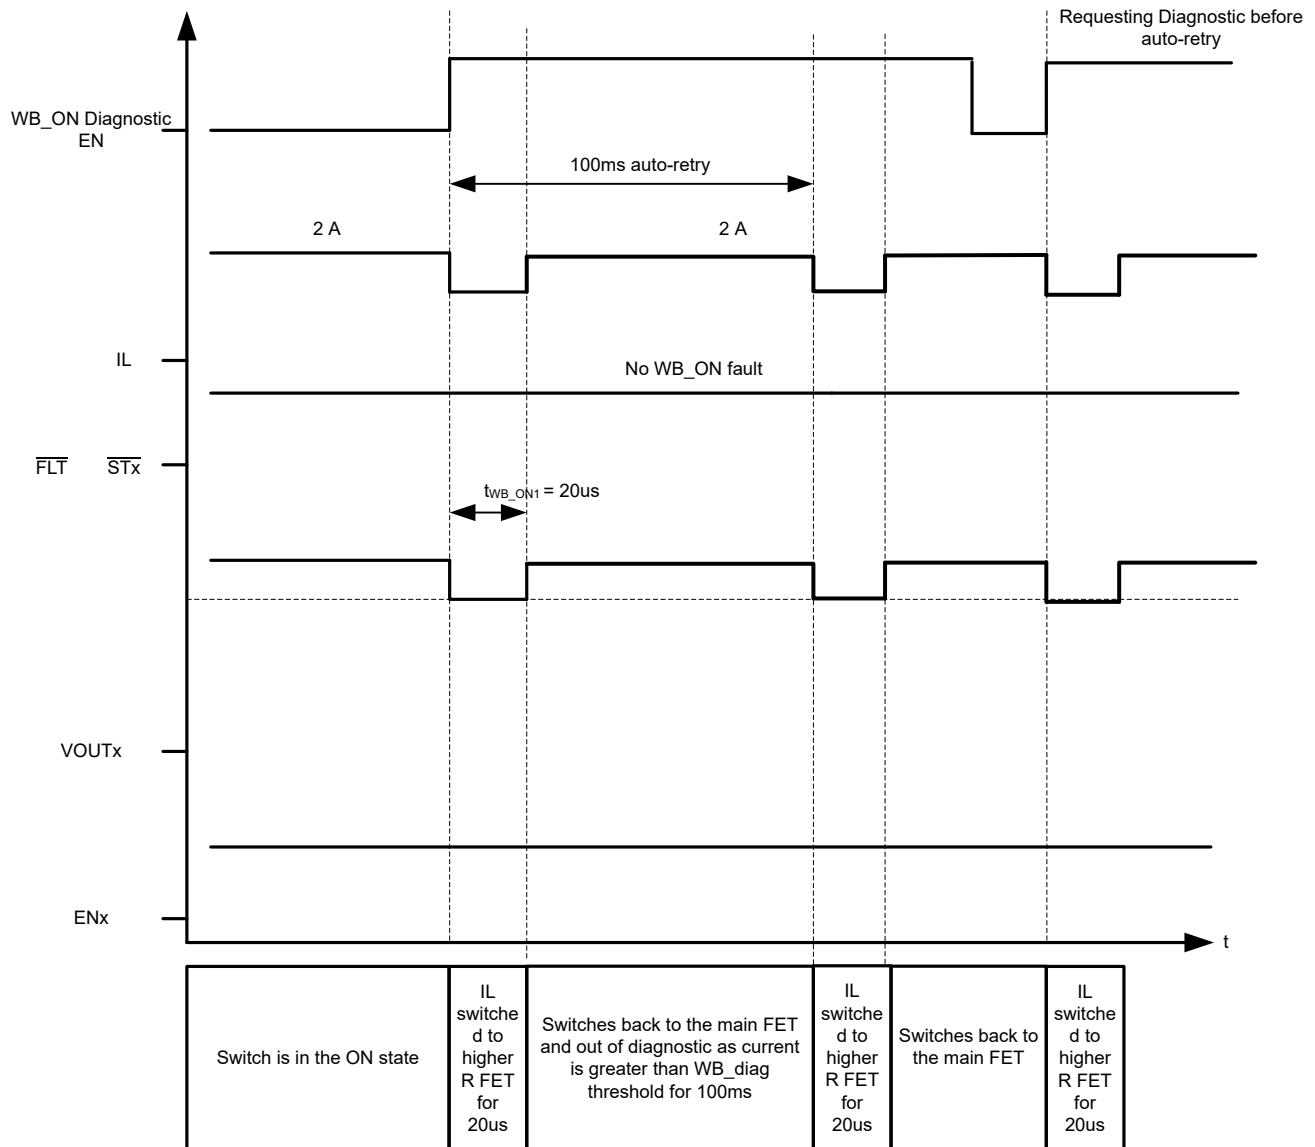 Requesting Diagnostic before
auto-retry
WB_ON Diagnostic
EN
100ms auto-retry
2 A
2 A
IL
No WB_ON fault
FLT STx
tWB_ON1 = 20us
VOUTx
ENx
t
Switch is in the ON state
IL
switche
d to
higher
R FET
for
20us
Switches back to the main FET
and out of diagnostic as current
is greater than WB_diag
threshold for 100ms
IL
switche
d to
higher
R FET
for
20us
Switches back to
the main FET
IL
switche
d to
higher
R FET
for
20us